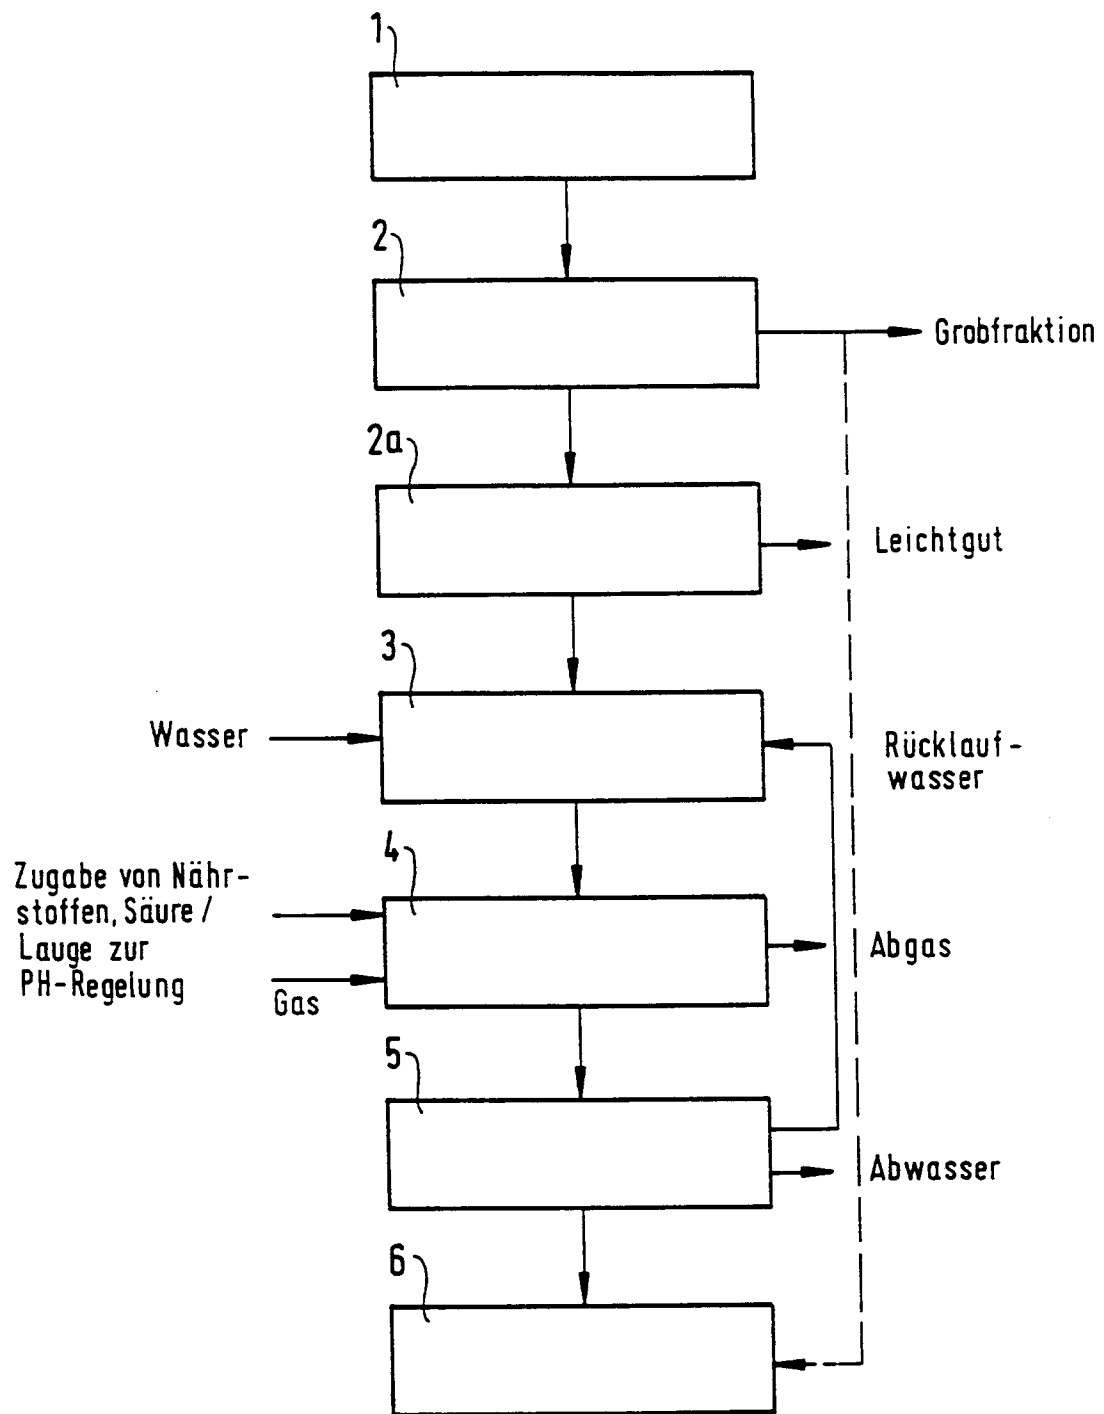 1
2
Grobfraktion
2a
Leichtgut
3
Wasser
Rücklauf-
wasser
4
Zugabe von Nähr-
stoffen, Säure /
Lauge zur
PH-Regelung
Gas
Abgas
5
Abwasser
6